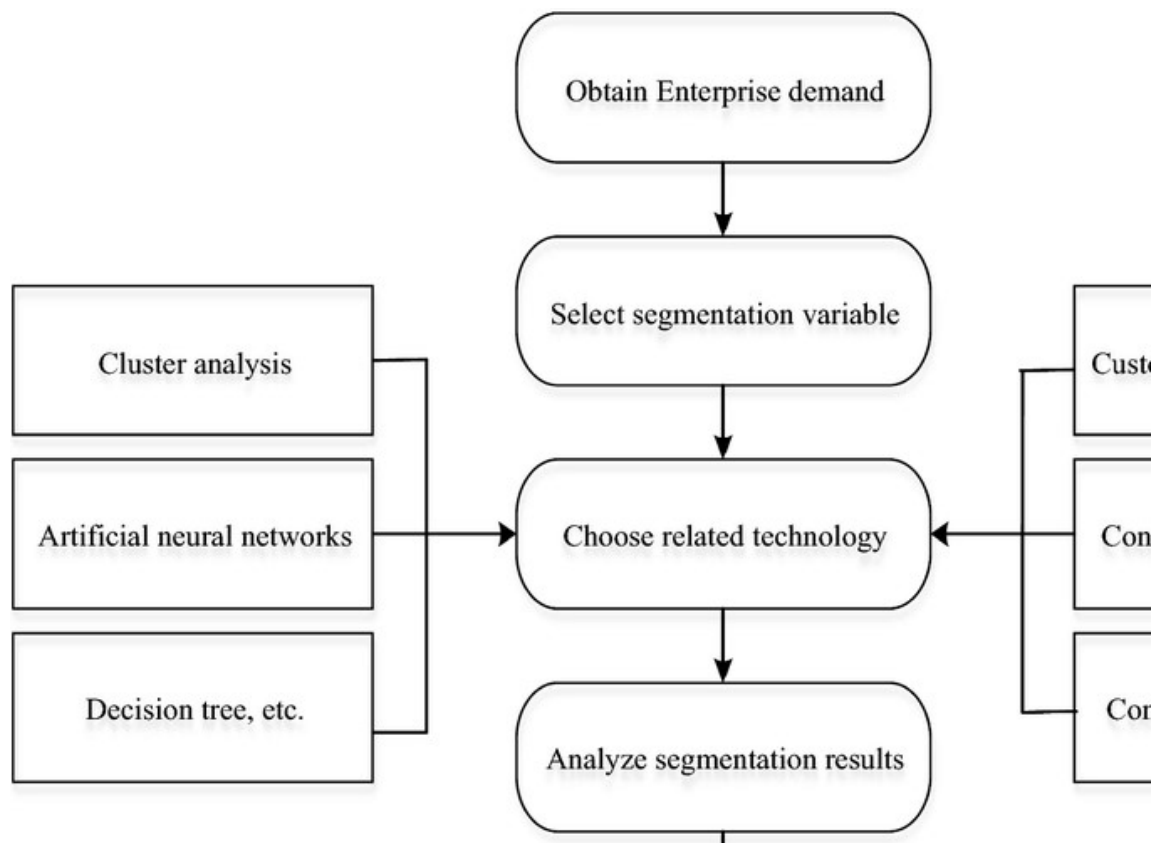 Obtain Enterprise demand
Select segmentation variable
Cluster analysis
Artificial neural networks
Choose related technology
Decision tree, etc.
Analyze segmentation results